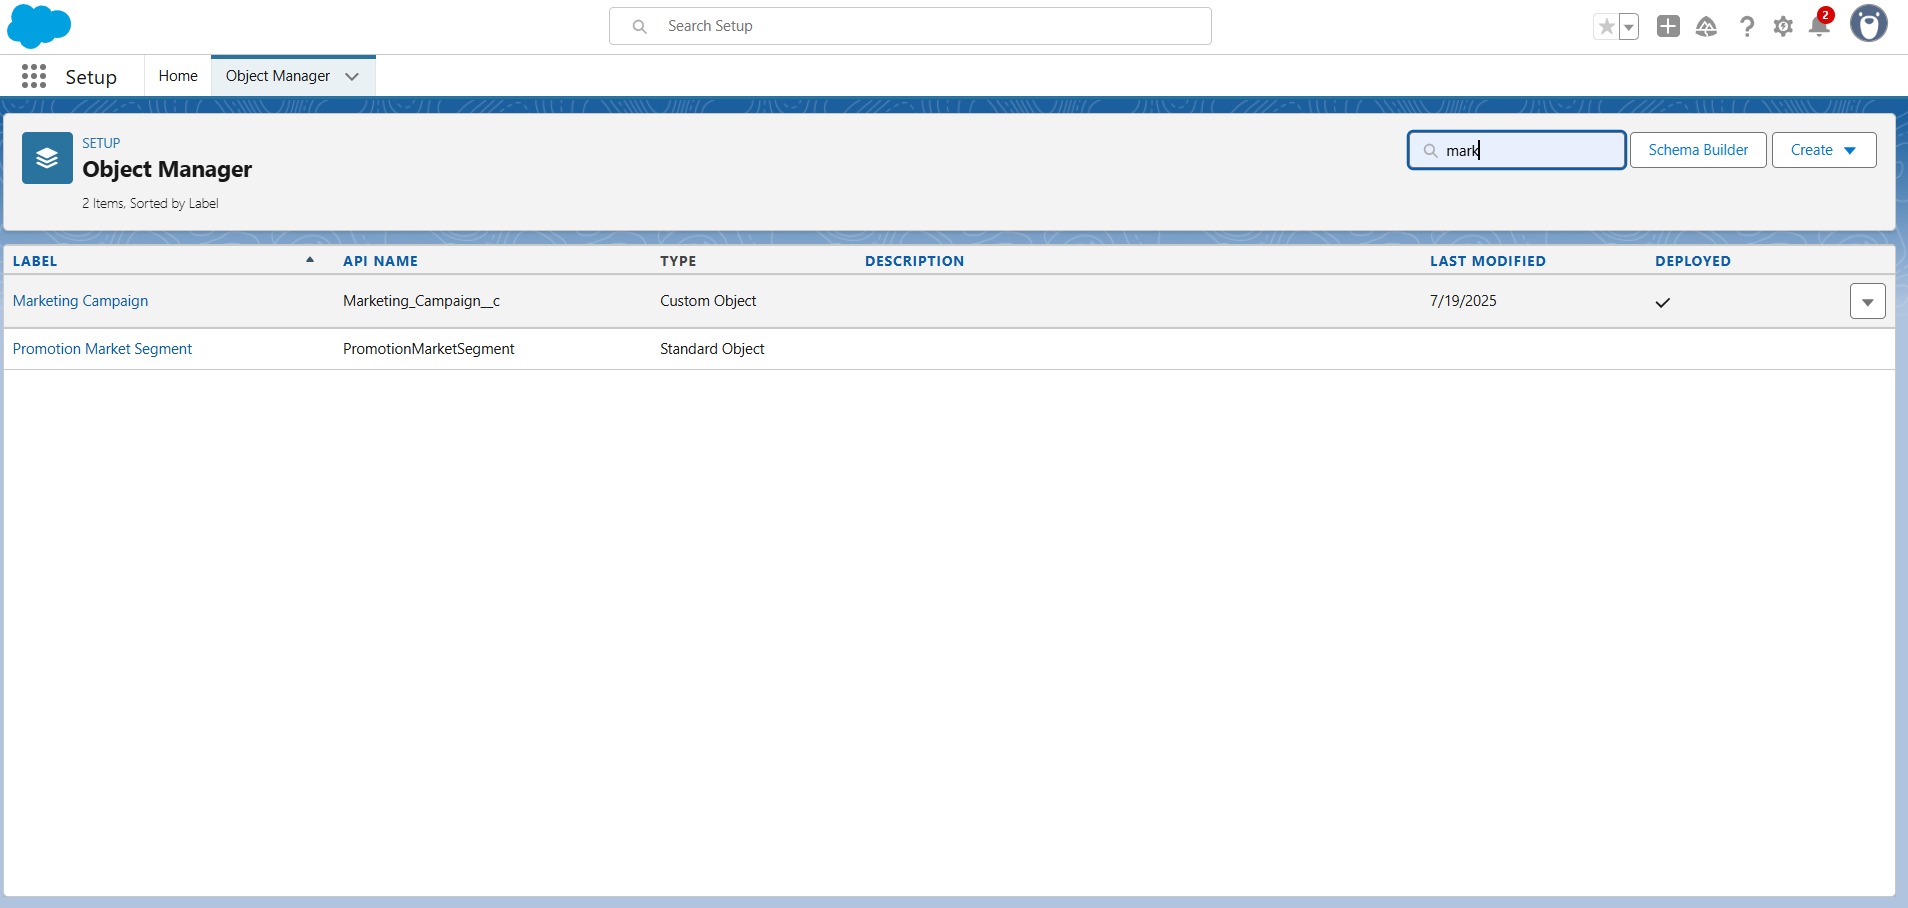 Search Setup
2
Setup
Home
Object Manager
SETUP
Object Manager
2 Items, Sorted by Label
mark
Schema Builder
Create
LABEL API NAME TYPE DESCRIPTION LAST MODIFIED DEPLOYED
Marketing Campaign Marketing_Campaign__c Custom Object 7/19/2025
Promotion Market Segment PromotionMarketSegment Standard Object